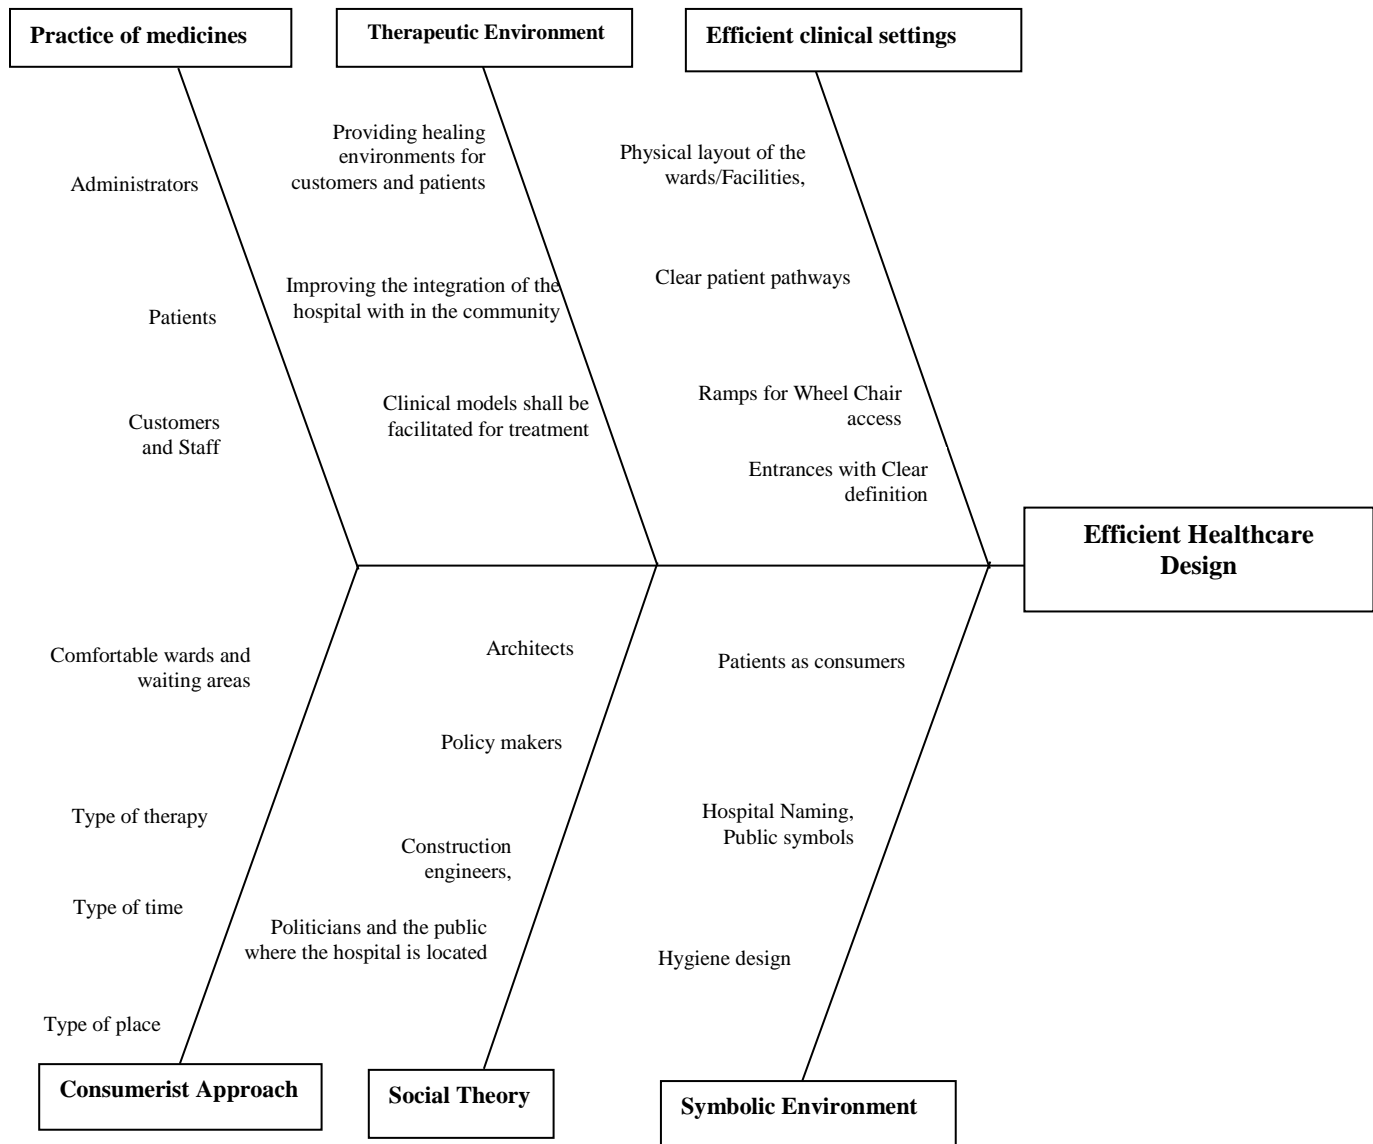 Practice of medicines
Therapeutic Environment
Efficient clinical settings
Administrators
Patients
Customers
and Staff
Providing healing
environments for
customers and patients
Improving the integration of the
hospital with in the community
Clinical models shall be
facilitated for treatment
Physical layout of the
wards/Facilities,
Clear patient pathways
Ramps for Wheel Chair
access
Entrances with Clear
definition
Efficient Healthcare
Design
Comfortable wards and
waiting areas
Type of therapy
Type of time
Type of place
Architects
Policy makers
Construction
engineers,
Politicians and the public
where the hospital is located
Patients as consumers
Hospital Naming,
Public symbols
Hygiene design
Consumerist Approach
Social Theory
Symbolic Environment